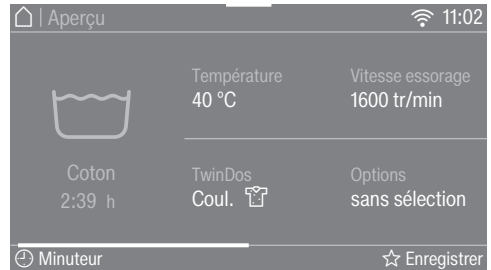 | Aperçu 11:02
Température
40 °C
Vitesse essorage
1600 tr/min
Coton
2:39 h
TwinDos
Coul.
Options
sans sélection
Minuteur
Enregistrer